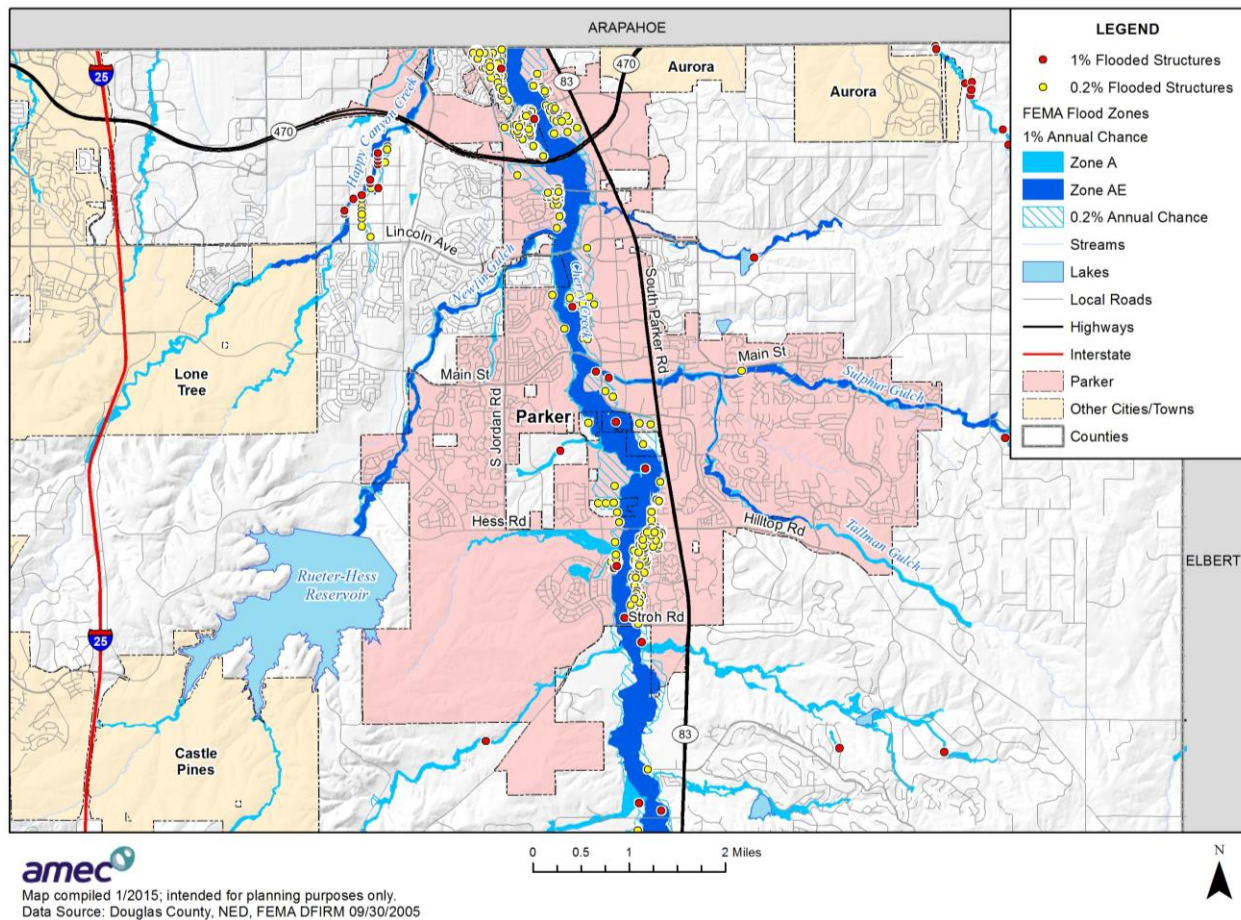 ARAPAHOE
LEGEND
1% Flooded Structures
0.2% Flooded Structures
FEMA Flood Zones
1% Annual Chance
Zone A
Zone AE
0.2% Annual Chance
Streams
Lakes
Local Roads
Highways
Interstate
Parker
Other Cities/Towns
Counties
25
470
83
470
Aurora
Aurora
Happy Canyon Creek
Lincoln Ave
Newlin Gulch
Cherry Creek
South Parker Rd
Lone
Tree
Main St
Main St
Sulphur Gulch
S Jordan Rd
Parker
Hess Rd
Hilltop Rd
Tallman Gulch
ELBERT
Rueter-Hess
Reservoir
Stroh Rd
25
83
Castle
Pines
amec
0 0.5 1 2 Miles
N
Map compiled 1/2015; intended for planning purposes only.
Data Source: Douglas County, NED, FEMA DFIRM 09/30/2005